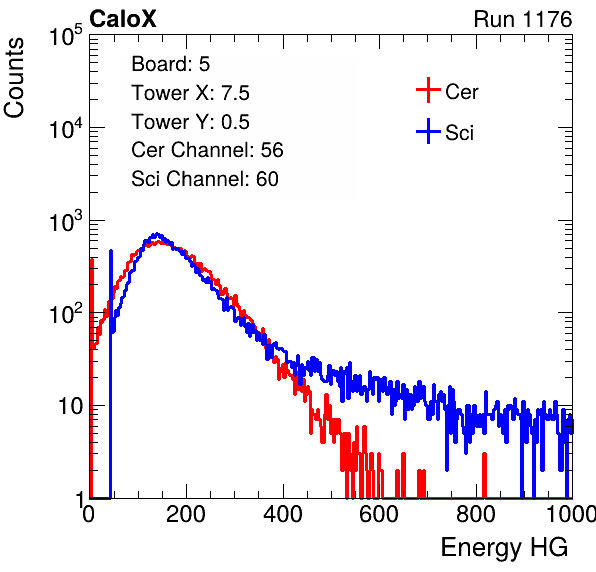 CaloX Run 1176
Counts
10^5
10^4
10^3
10^2
10
1
Board: 5
Tower X: 7.5
Tower Y: 0.5
Cer Channel: 56
Sci Channel: 60
Cer
Sci
0 200 400 600 800 1000
Energy HG